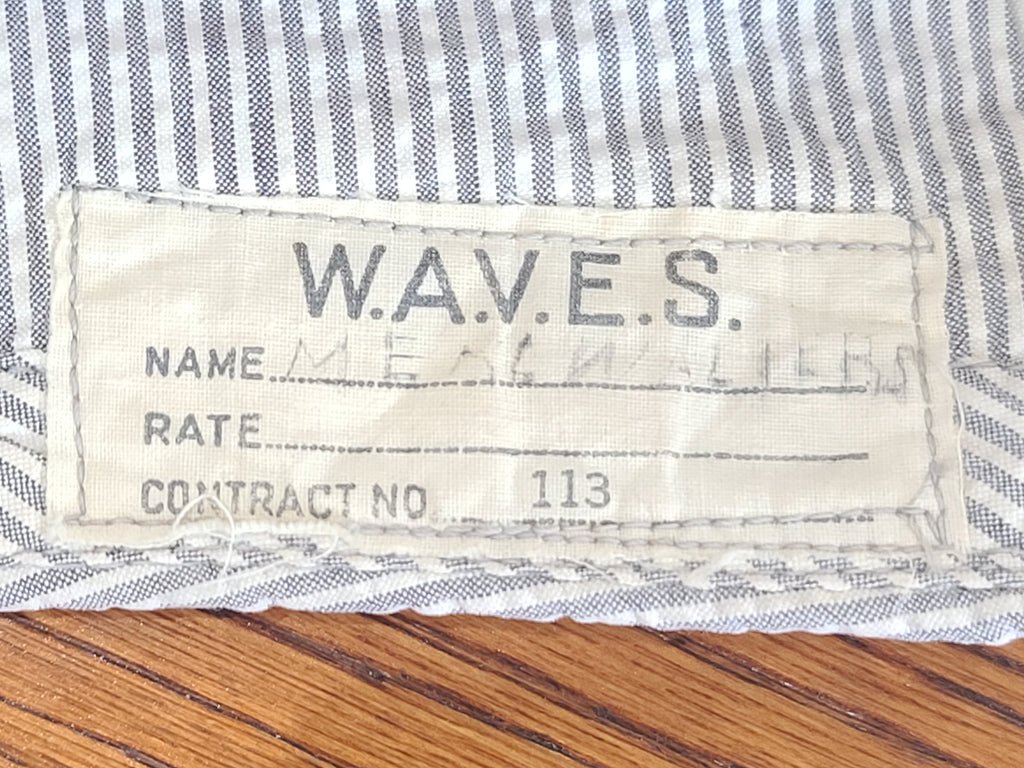 W.A.V.E.S.
NAME M E
RATE
CONTRACT NO. 113